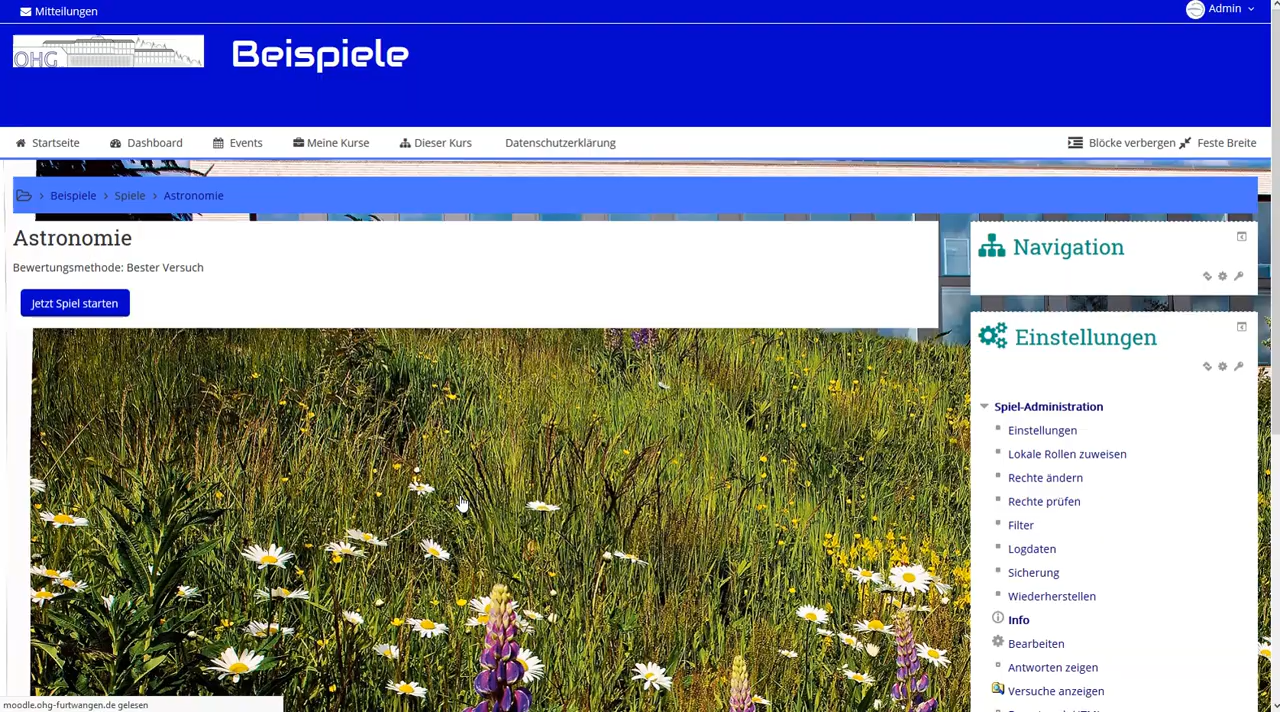 Mitteilungen
Admin
OHG
Beispiele
Startseite
Dashboard
Events
Meine Kurse
Dieser Kurs
Datenschutzerklärung
Blöcke verbergen
Feste Breite
Beispiele › Spiele › Astronomie
Astronomie
Bewertungsmethode: Bester Versuch
Jetzt Spiel starten
Navigation
Einstellungen
Spiel-Administration
Einstellungen
Lokale Rollen zuweisen
Rechte ändern
Rechte prüfen
Filter
Logdaten
Sicherung
Wiederherstellen
Info
Bearbeiten
Antworten zeigen
Versuche anzeigen
moodle.ohg-furtwangen.de gelesen